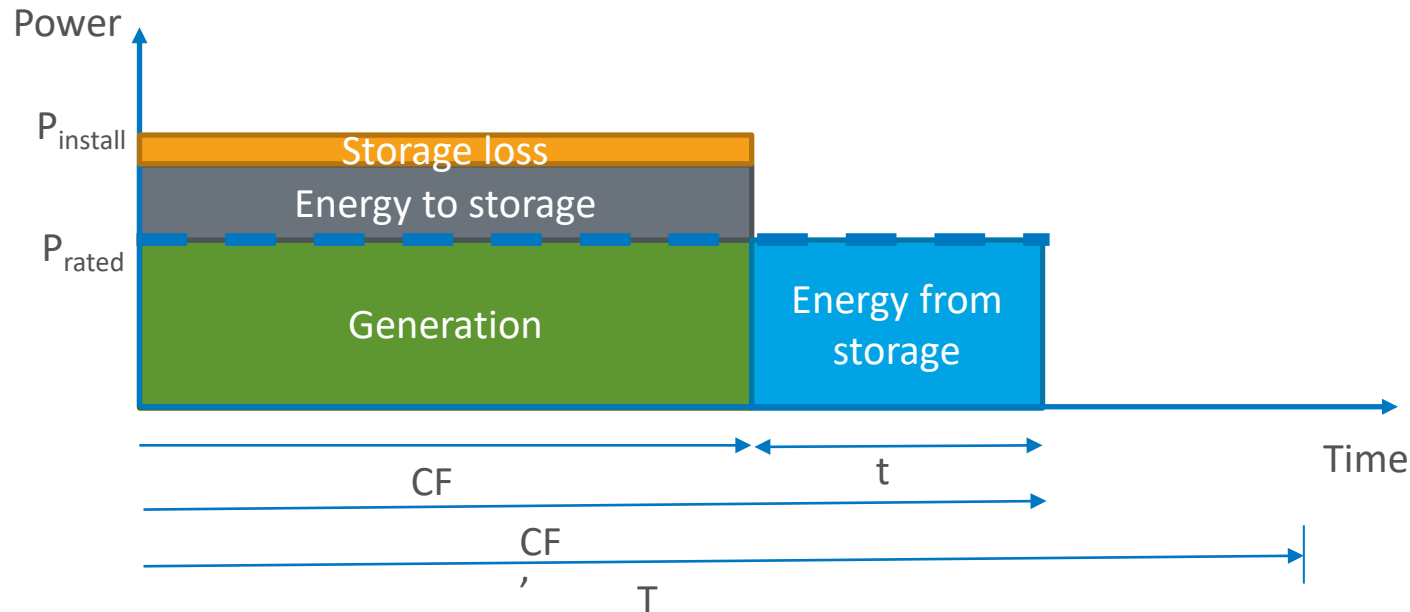 Power
P_install
Storage loss
Energy to storage
P_rated
Generation
Energy from
storage
Time
CF
t
CF
’
T